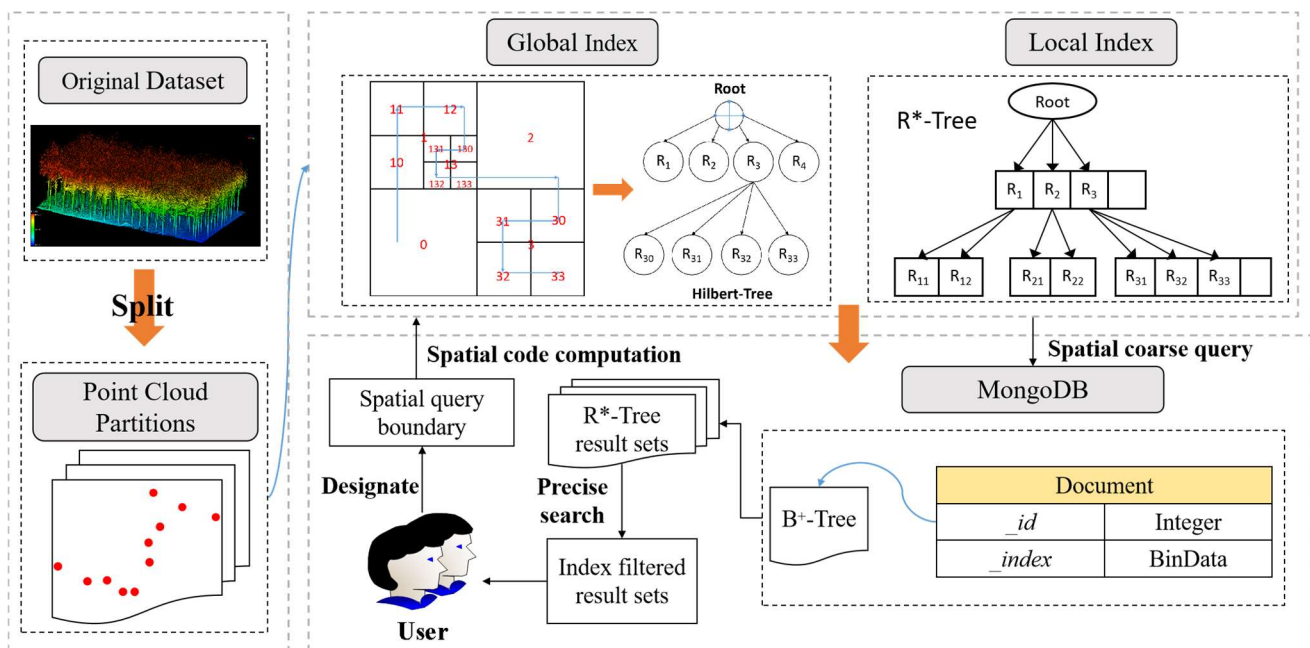 Original Dataset
Split
Point Cloud
Partitions
Global Index
11
12
1
2
131
130
10
13
132
133
31
30
0
3
32
33
Root
R1
R2
R3
R4
R30
R31
R32
R33
Hilbert-Tree
Local Index
R*-Tree
Root
R1
R2
R3
R11
R12
R21
R22
R31
R32
R33
Spatial code computation
Spatial coarse query
Spatial query
boundary
Designate
User
R*-Tree
result sets
Precise
search
Index filtered
result sets
MongoDB
B+-Tree
Document
_id
Integer
_index
BinData